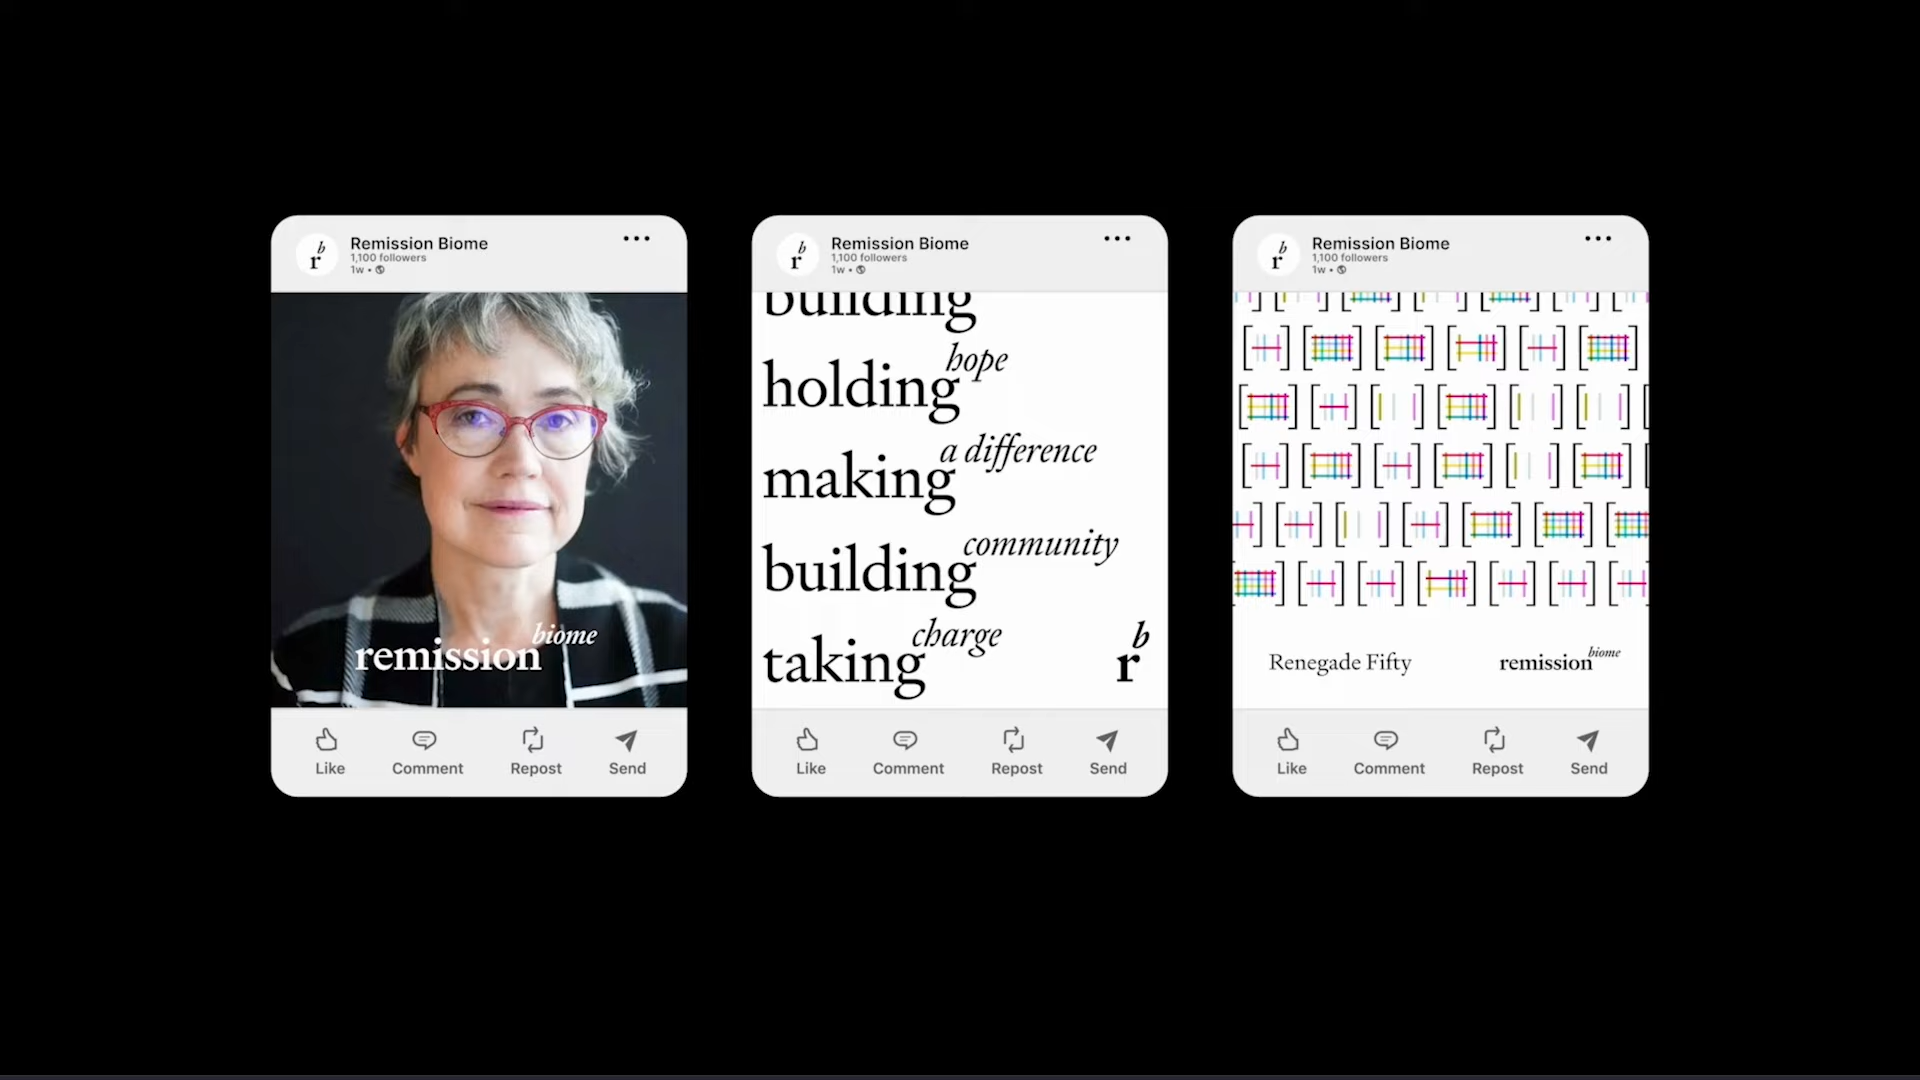 b
r
Remission Biome
1,100 followers
1w •
biome
remission
Like Comment Repost Send
b
r
Remission Biome
1,100 followers
1w •
building
holding hope
making a difference
building community
taking charge
b
r
Like Comment Repost Send
b
r
Remission Biome
1,100 followers
1w •
Renegade Fifty
remission biome
Like Comment Repost Send